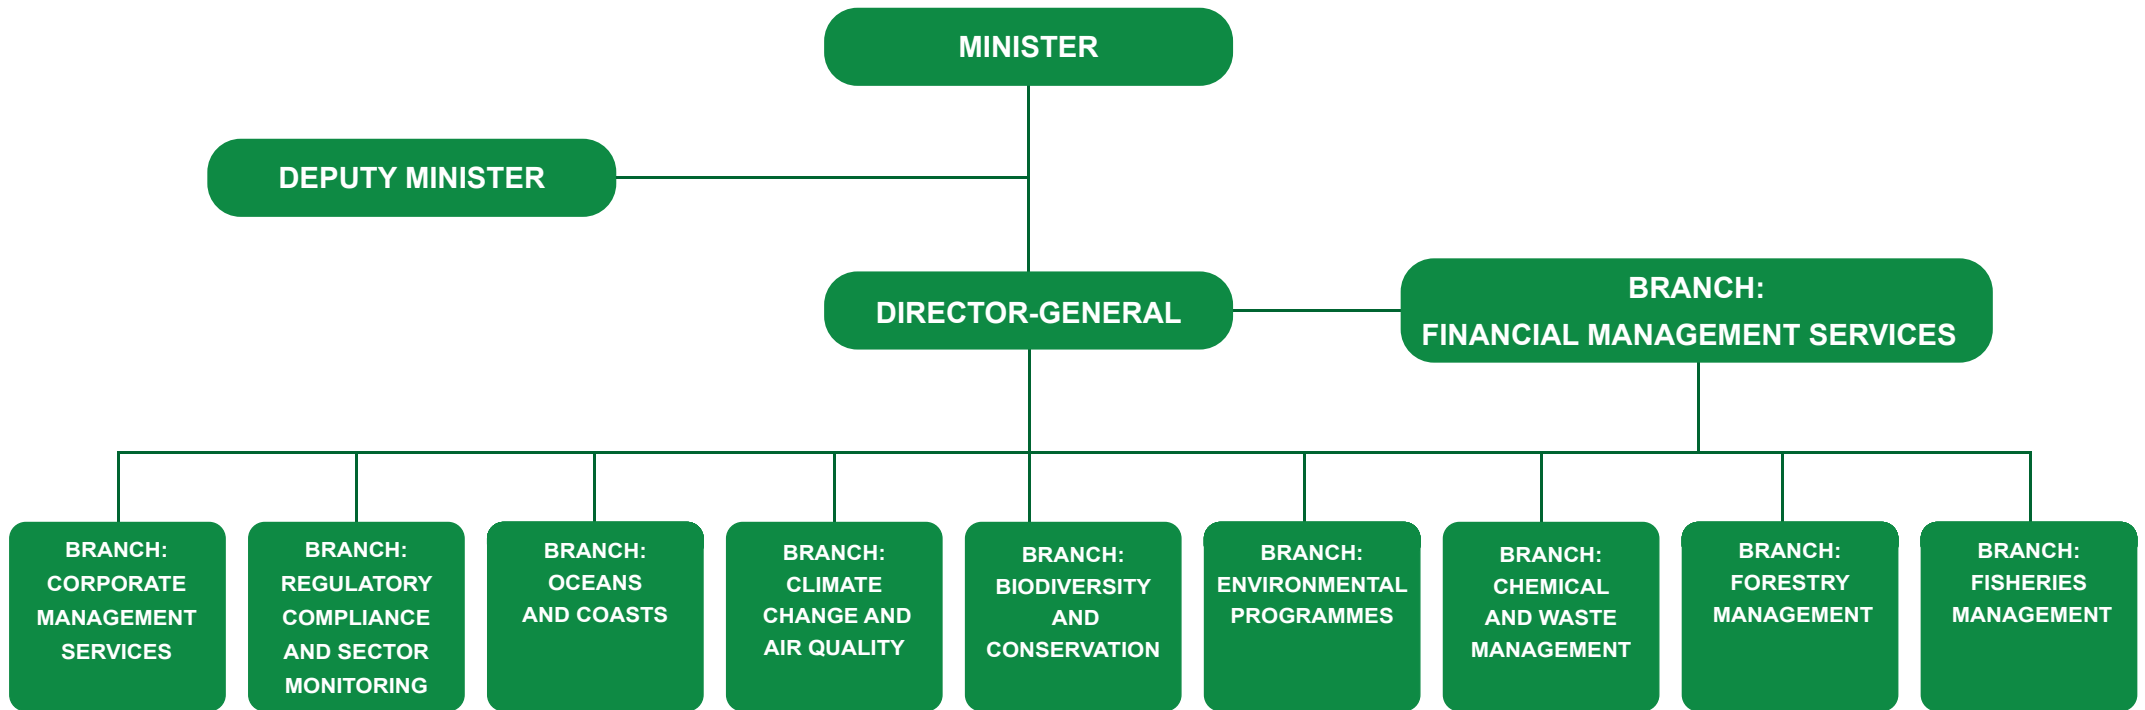 MINISTER
DEPUTY MINISTER
DIRECTOR-GENERAL
BRANCH:
FINANCIAL MANAGEMENT SERVICES
BRANCH:
CORPORATE
MANAGEMENT
SERVICES
BRANCH:
REGULATORY
COMPLIANCE
AND SECTOR
MONITORING
BRANCH:
OCEANS
AND COASTS
BRANCH:
CLIMATE
CHANGE AND
AIR QUALITY
BRANCH:
BIODIVERSITY
AND
CONSERVATION
BRANCH:
ENVIRONMENTAL
PROGRAMMES
BRANCH:
CHEMICAL
AND WASTE
MANAGEMENT
BRANCH:
FORESTRY
MANAGEMENT
BRANCH:
FISHERIES
MANAGEMENT